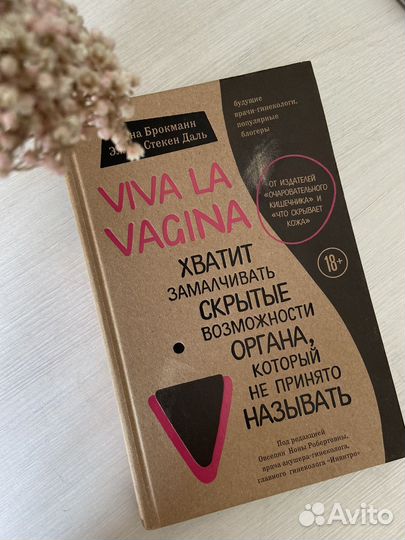 Брокманн
Стекен Даль
будущие
врачи-гинекологи,
популярные
блогеры
VIVA LA
VAGINA
ОТ ИЗДАТЕЛЕЙ
«ОЧАРОВАТЕЛЬНОГО
КИШЕЧНИКА» И
«ЧТО СКРЫВАЕТ
КОЖА»
18+
ХВАТИТ
ЗАМАЛЧИВАТЬ
СКРЫТЫЕ
ВОЗМОЖНОСТИ
ОРГАНА,
КОТОРЫЙ
НЕ ПРИНЯТО
НАЗЫВАТЬ
Под редакцией
Овсепян Ноны Робертовны,
врача акушера-гинеколога,
главного гинеколога «Инвитро»
Avito